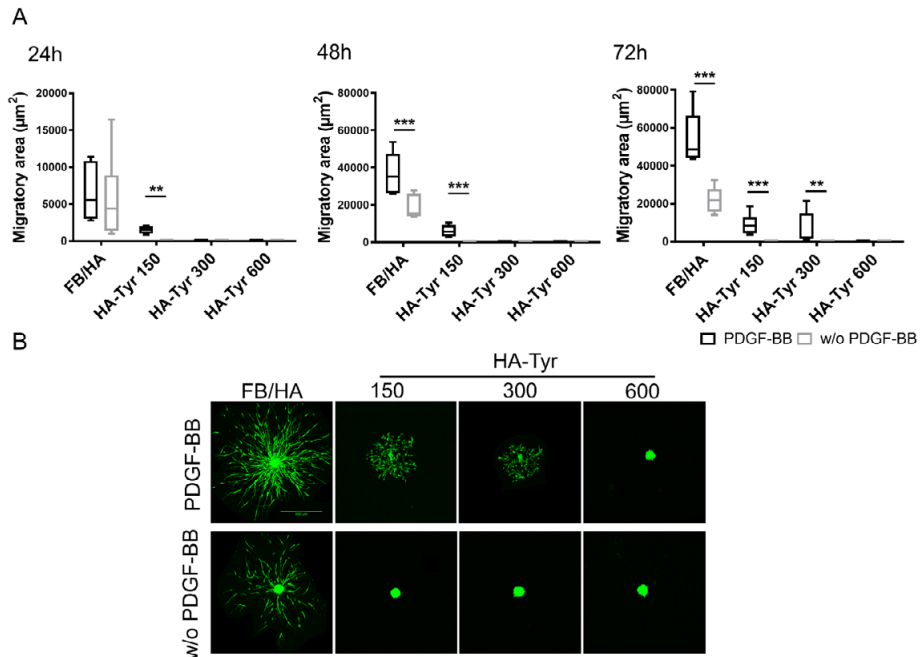 A
24h
48h
72h
Migratory area (µm²)
20000
15000
10000
5000
0
**
FB/HA
HA-Tyr 150
HA-Tyr 300
HA-Tyr 600
Migratory area (µm²)
80000
60000
40000
20000
0
***
***
FB/HA
HA-Tyr 150
HA-Tyr 300
HA-Tyr 600
Migratory area (µm²)
80000
60000
40000
20000
0
***
***
**
FB/HA
HA-Tyr 150
HA-Tyr 300
HA-Tyr 600
PDGF-BB w/o PDGF-BB
B
HA-Tyr
FB/HA 150 300 600
PDGF-BB
w/o PDGF-BB